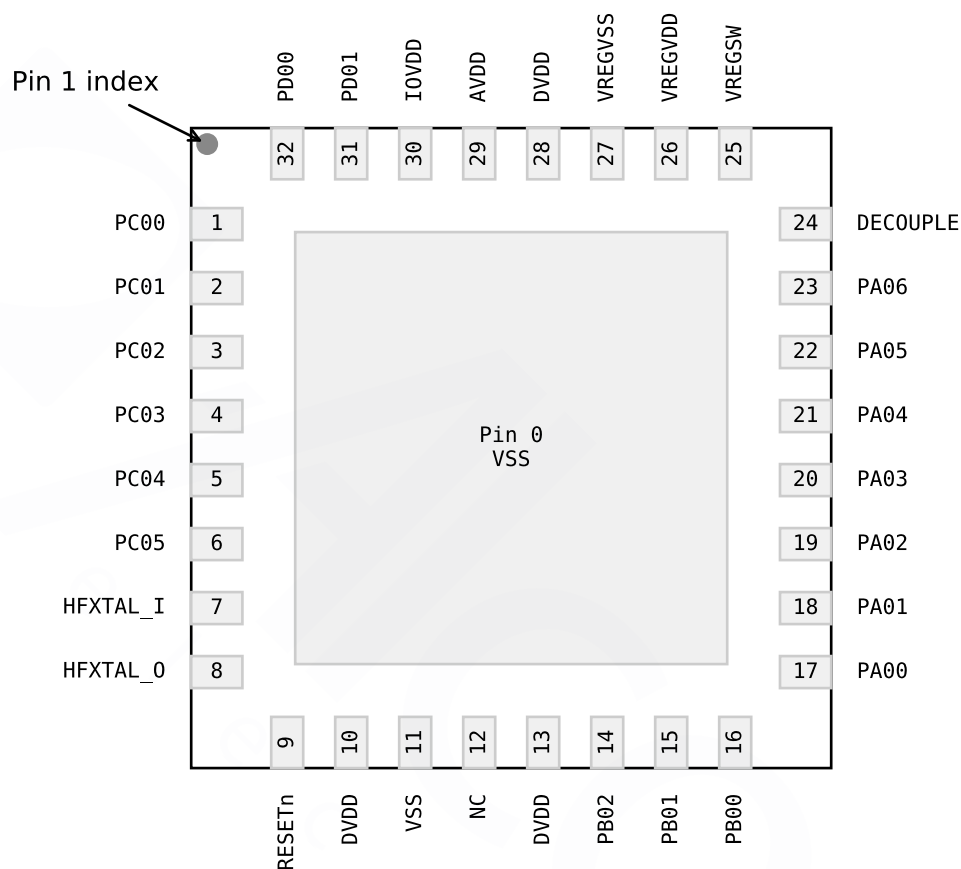 PD00
PD01
IOVDD
AVDD
DVDD
VREGVSS
VREGVDD
VREGSW
Pin 1 index
32
31
30
29
28
27
26
25
PC00 1
24 DECOUPLE
PC01 2
23 PA06
PC02 3
22 PA05
PC03 4
21 PA04
Pin 0
VSS
PC04 5
20 PA03
PC05 6
19 PA02
HFXTAL_I 7
18 PA01
HFXTAL_O 8
17 PA00
9
10
11
12
13
14
15
16
RESETn
DVDD
VSS
NC
DVDD
PB02
PB01
PB00